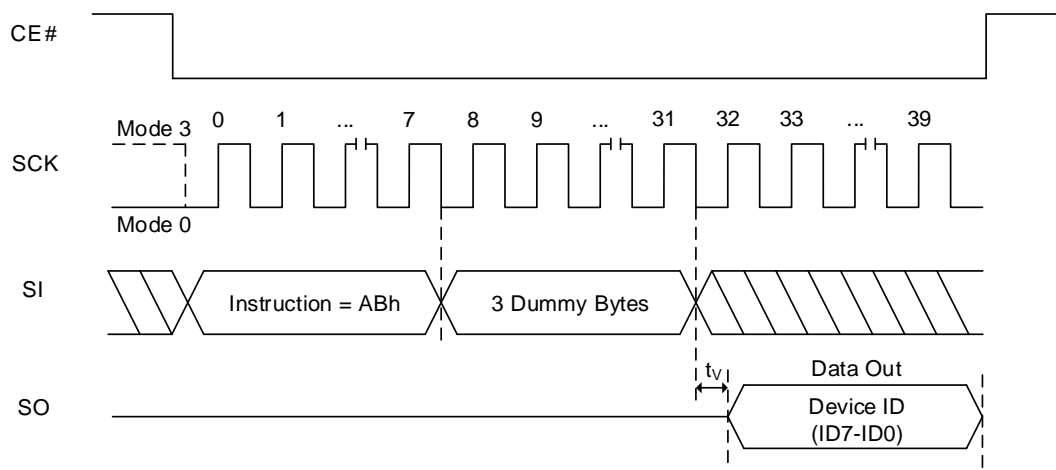 CE#
Mode 3
0 1 ... 7 8 9 ... 31 32 33 ... 39
SCK
Mode 0
SI
Instruction = ABh
3 Dummy Bytes
tV
Data Out
SO
Device ID
(ID7-ID0)